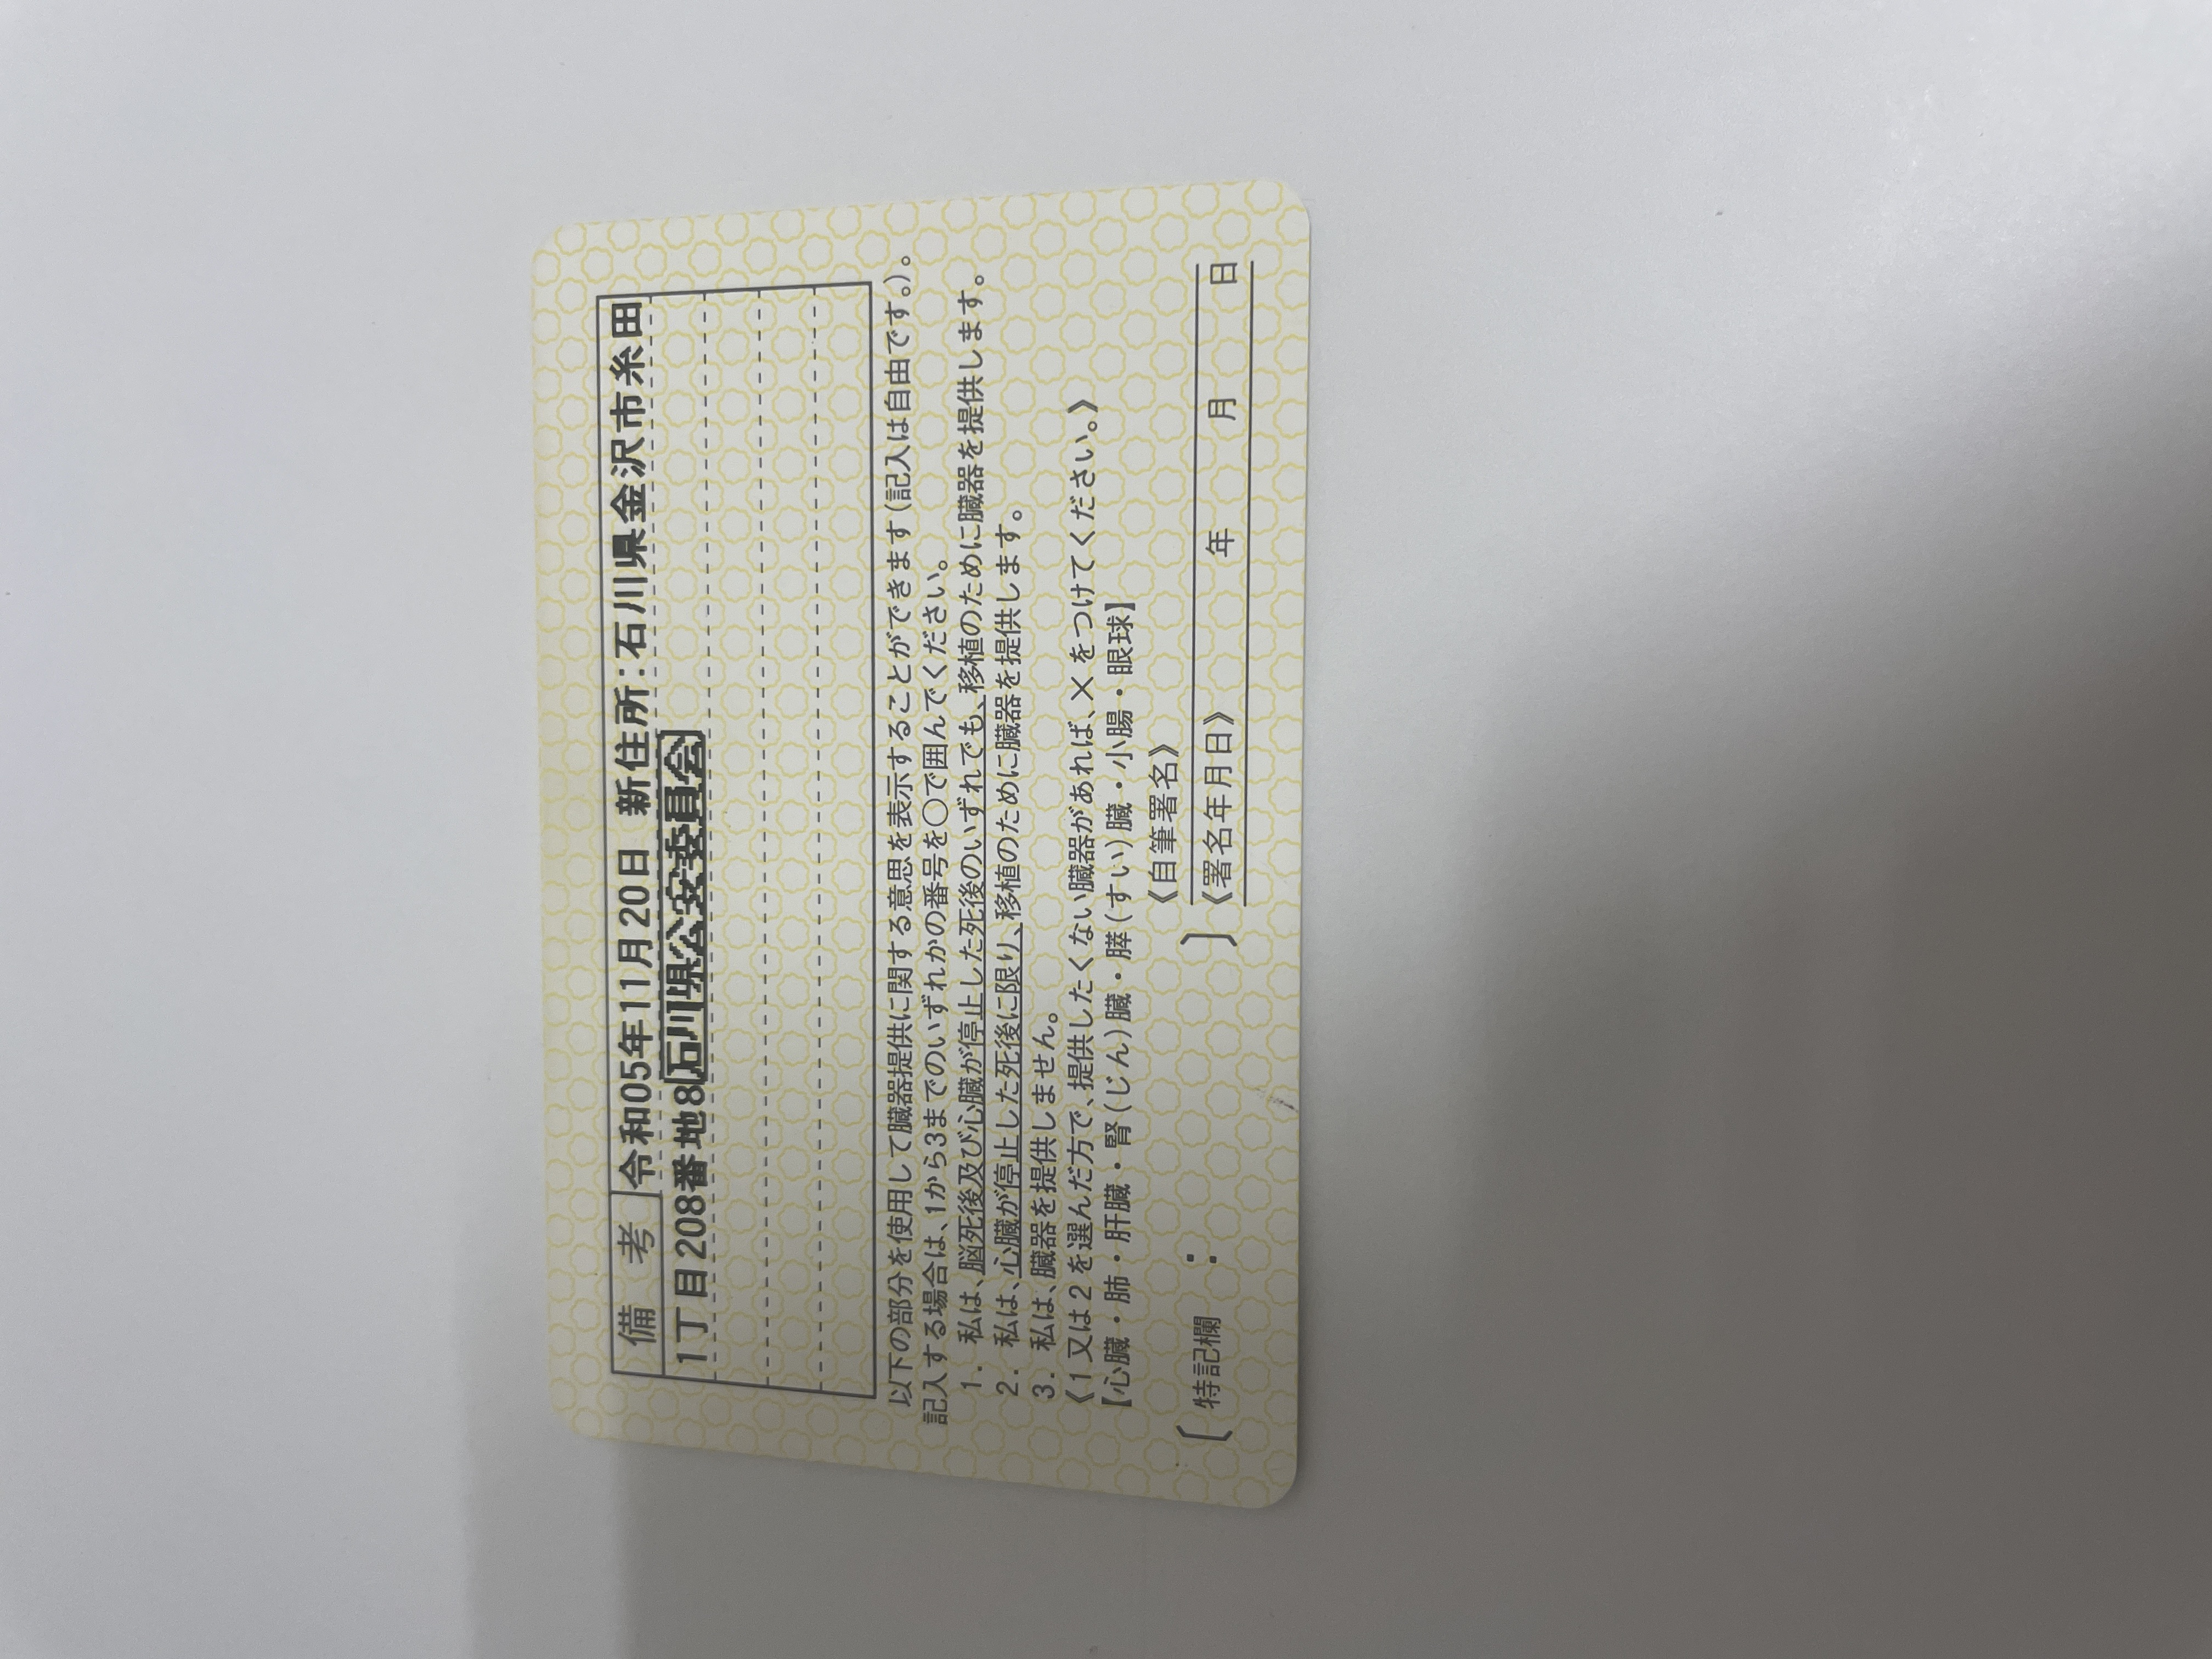 備考 令和05年11月20日 新住所:石川県金沢市糸田
1丁目208番地8石川県公安委員会
以下の部分を使用して臓器提供に関する意思を表示することができます(記入は自由です。)。
記入する場合は、1から3までのいずれかの番号を〇で囲んでください。
1. 私は、脳死後及び心臓が停止した死後のいずれでも、移植のために臓器を提供します。
2. 私は、心臓が停止した死後に限り、移植のために臓器を提供します。
3. 私は、臓器を提供しません。
《1又は2を選んだ方で、提供したくない臓器があれば、×をつけてください。》
【心臓・肺・肝臓・腎(じん)臓・膵(すい)臓・小腸・眼球】
《自筆署名》
〔特記欄: 〕
《署名年月日》 年 月 日